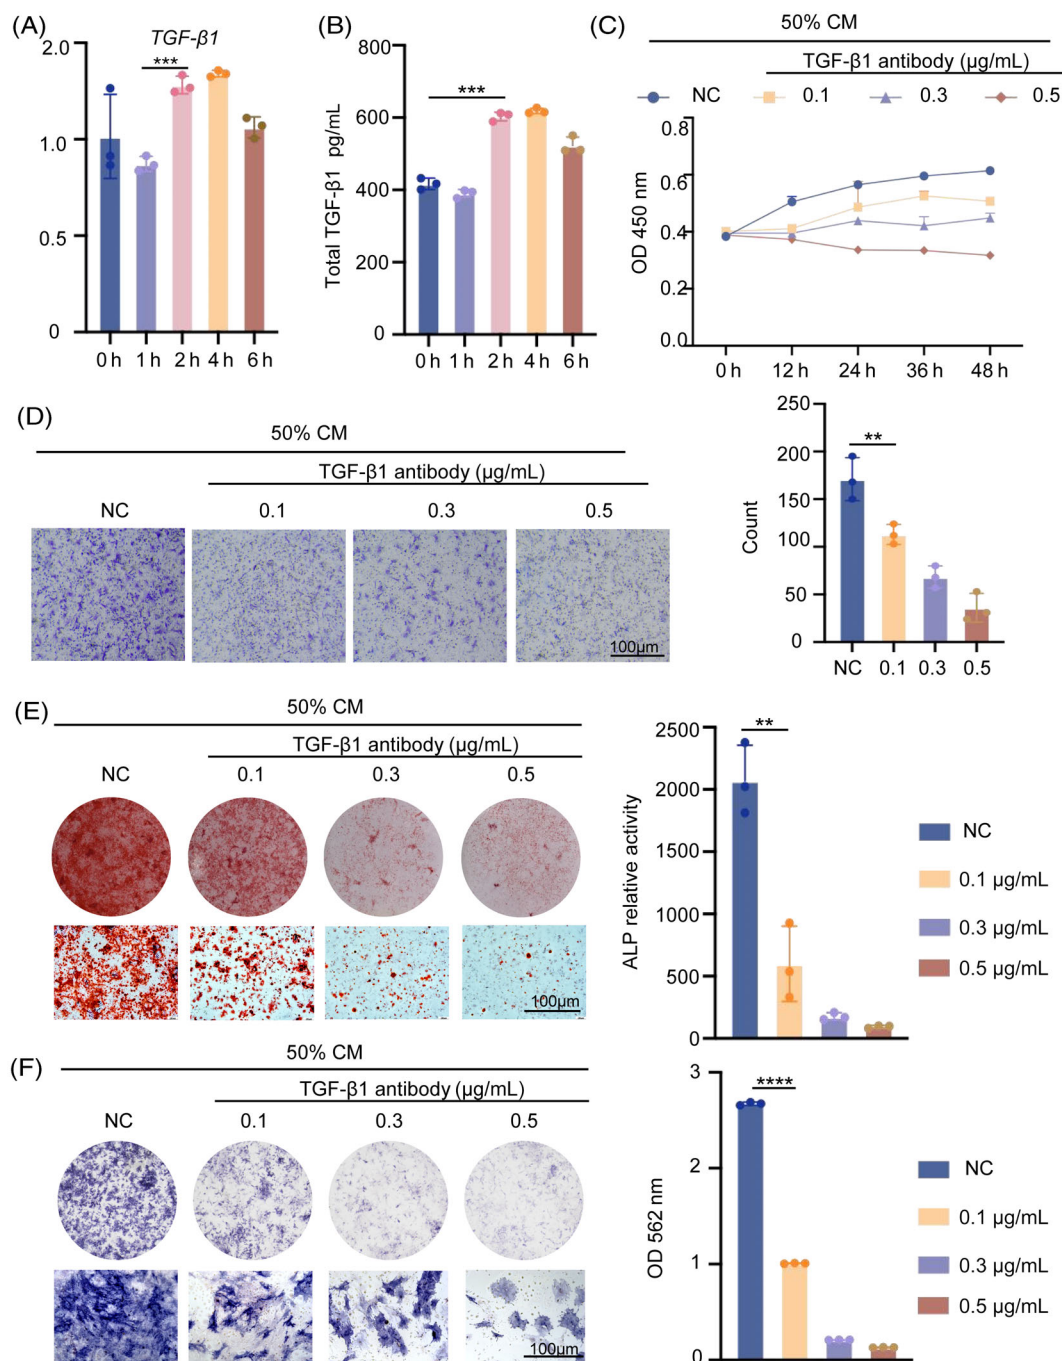 (A)
TGF-β1
***
2.0
1.0
0.5
0
0 h 1 h 2 h 4 h 6 h
(B)
Total TGF-β1 pg/mL
***
800
600
400
200
0
0 h 1 h 2 h 4 h 6 h
(C)
50% CM
TGF-β1 antibody (μg/mL)
NC 0.1 0.3 0.5
OD 450 nm
0.8
0.6
0.4
0.2
0.0
0 h 12 h 24 h 36 h 48 h
(D)
50% CM
TGF-β1 antibody (μg/mL)
NC 0.1 0.3 0.5
100μm
Count
**
250
200
150
100
50
0
NC 0.1 0.3 0.5
(E)
50% CM
TGF-β1 antibody (μg/mL)
NC 0.1 0.3 0.5
100μm
ALP relative activity
**
2500
2000
1500
1000
500
0
NC
0.1 μg/mL
0.3 μg/mL
0.5 μg/mL
(F)
50% CM
TGF-β1 antibody (μg/mL)
NC 0.1 0.3 0.5
100μm
OD 562 nm
****
3
2
1
0
NC
0.1 μg/mL
0.3 μg/mL
0.5 μg/mL